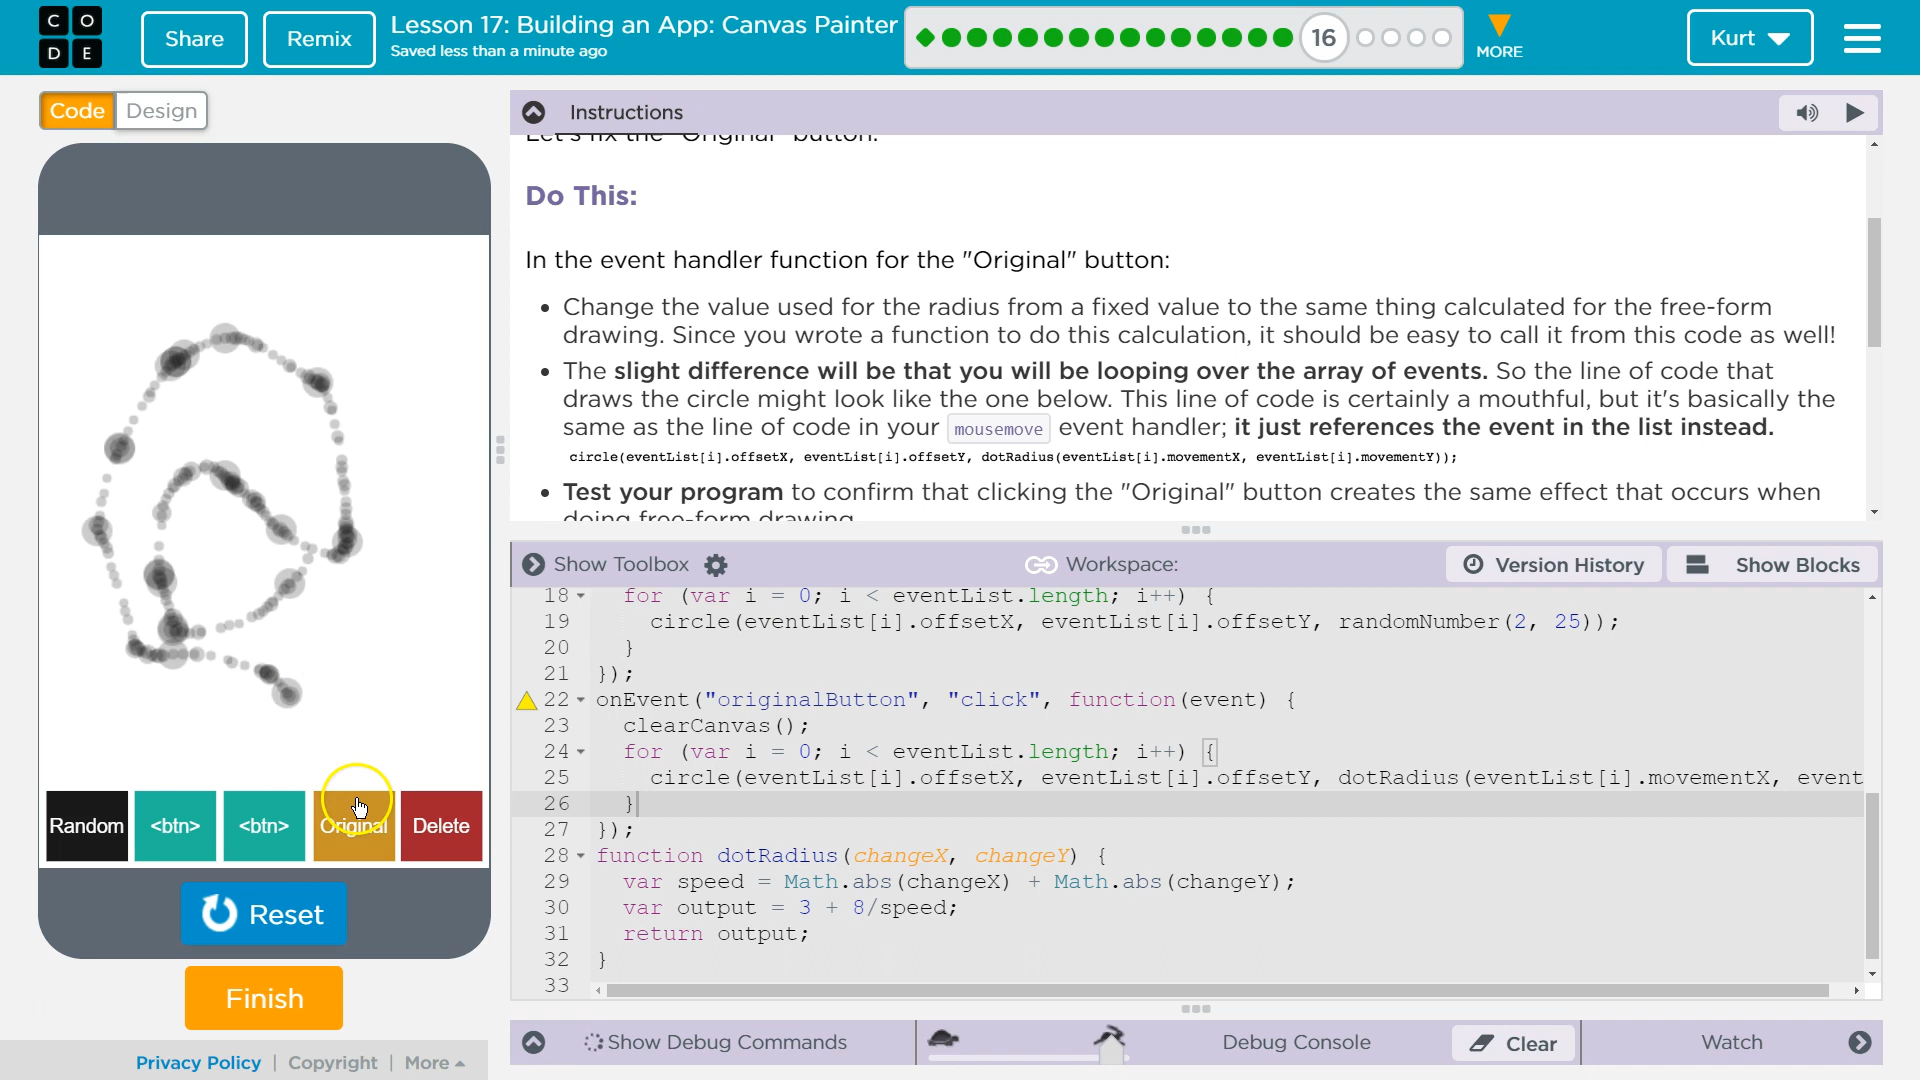 C O
D E
Share
Remix
Lesson 17: Building an App: Canvas Painter
Saved less than a minute ago
16
MORE
Kurt
Code
Design
Instructions
Let's fix the "Original" button.
Do This:
In the event handler function for the "Original" button:
• Change the value used for the radius from a fixed value to the same thing calculated for the free-form
drawing. Since you wrote a function to do this calculation, it should be easy to call it from this code as well!
• The slight difference will be that you will be looping over the array of events. So the line of code that
draws the circle might look like the one below. This line of code is certainly a mouthful, but it's basically the
same as the line of code in your mousemove event handler; it just references the event in the list instead.
circle(eventList[i].offsetX, eventList[i].offsetY, dotRadius(eventList[i].movementX, eventList[i].movementY));
• Test your program to confirm that clicking the "Original" button creates the same effect that occurs when
doing free-form drawing.
Show Toolbox
Workspace:
Version History
Show Blocks
18 for (var i = 0; i < eventList.length; i++) {
19 circle(eventList[i].offsetX, eventList[i].offsetY, randomNumber(2, 25));
20 }
21 });
22 onEvent("originalButton", "click", function(event) {
23 clearCanvas();
24 for (var i = 0; i < eventList.length; i++) {
25 circle(eventList[i].offsetX, eventList[i].offsetY, dotRadius(eventList[i].movementX, event
26 }
27 });
28 function dotRadius(changeX, changeY) {
29 var speed = Math.abs(changeX) + Math.abs(changeY);
30 var output = 3 + 8/speed;
31 return output;
32 }
33
Random
<btn>
<btn>
Original
Delete
Reset
Finish
Privacy Policy | Copyright | More
Show Debug Commands
Debug Console
Clear
Watch